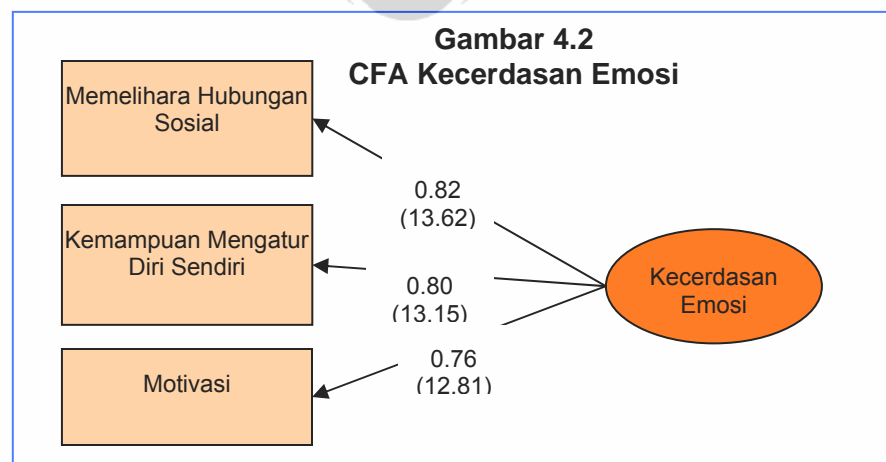 Gambar 4.2
CFA Kecerdasan Emosi
Memelihara Hubungan
Sosial
0.82
(13.62)
Kemampuan Mengatur
Diri Sendiri
0.80
(13.15)
Kecerdasan
Emosi
Motivasi
0.76
(12.81)